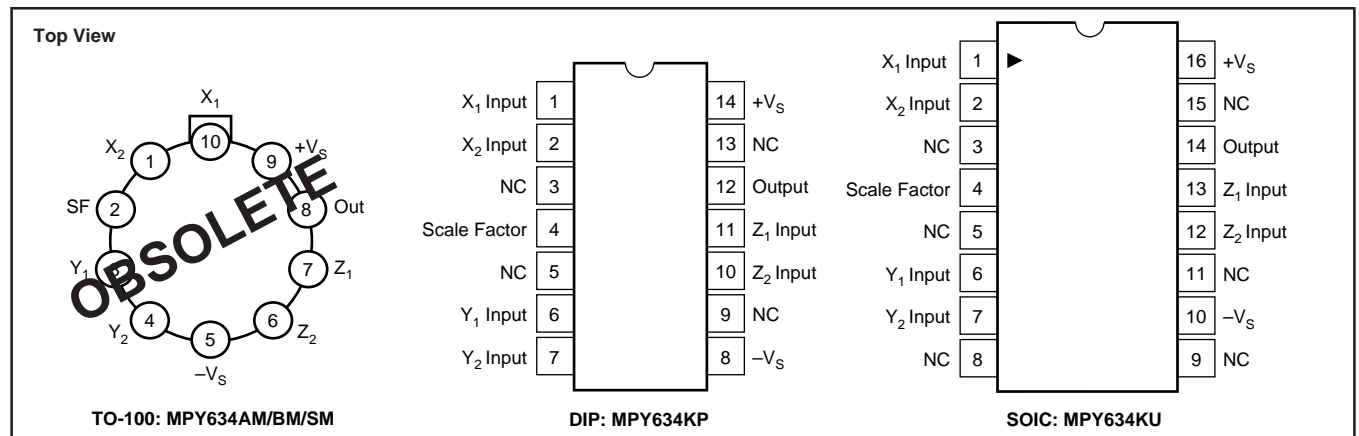 Top View
X1
10
X2
1
9
+VS
SF
2
8
Out
OBSOLETE
Y1
3
7
Z1
Y2
4
6
Z2
5
–VS
TO-100: MPY634AM/BM/SM
X1 Input 1
14 +VS
X2 Input 2
13 NC
NC 3
12 Output
Scale Factor 4
11 Z1 Input
NC 5
10 Z2 Input
Y1 Input 6
9 NC
Y2 Input 7
8 –VS
DIP: MPY634KP
X1 Input 1
16 +VS
X2 Input 2
15 NC
NC 3
14 Output
Scale Factor 4
13 Z1 Input
NC 5
12 Z2 Input
Y1 Input 6
11 NC
Y2 Input 7
10 –VS
NC 8
9 NC
SOIC: MPY634KU